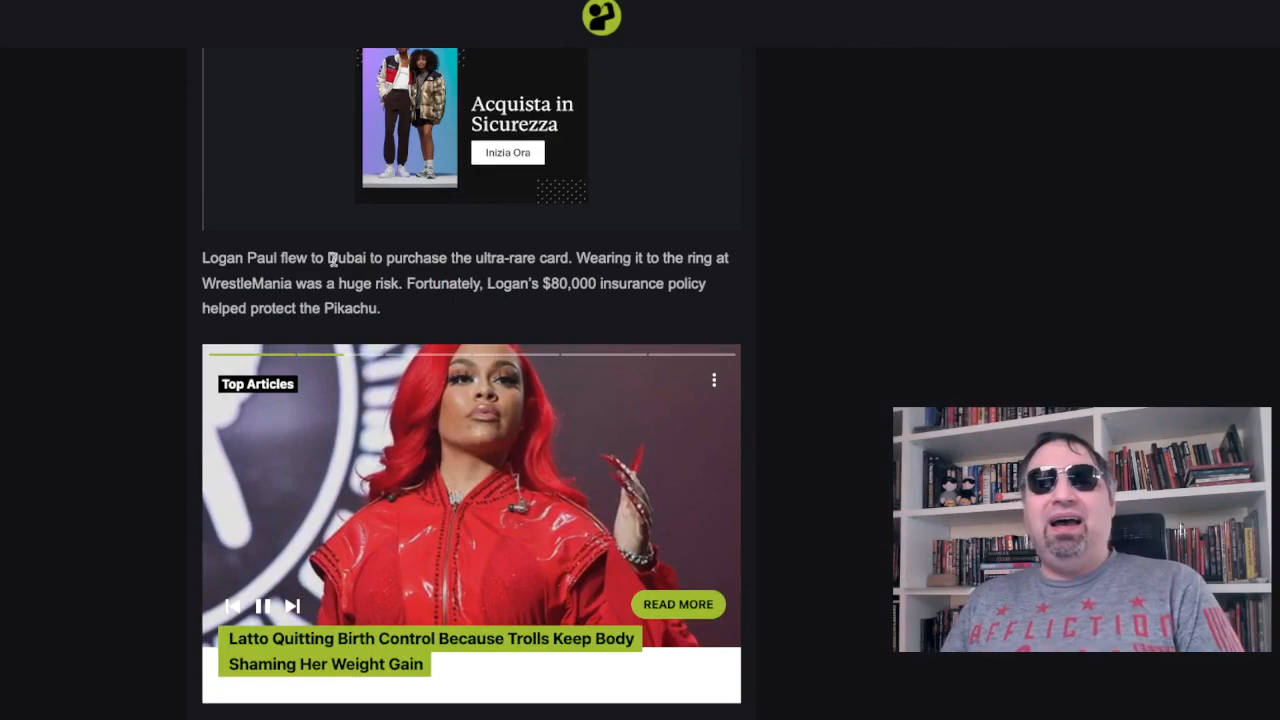 Acquista in
Sicurezza
Inizia Ora
Logan Paul flew to Dubai to purchase the ultra-rare card. Wearing it to the ring at
WrestleMania was a huge risk. Fortunately, Logan’s $80,000 insurance policy
helped protect the Pikachu.
Top Articles
READ MORE
Latto Quitting Birth Control Because Trolls Keep Body
Shaming Her Weight Gain
AFFLICTION